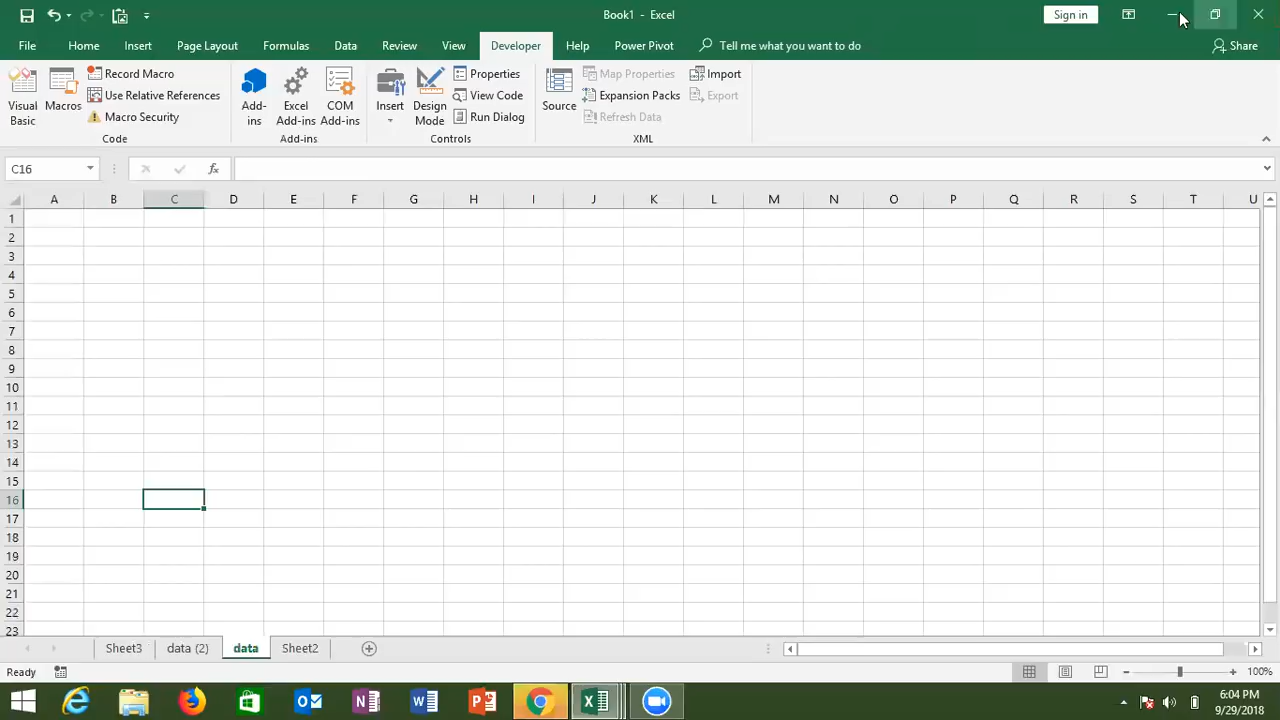 Book1 - Excel
Sign in
File Home Insert Page Layout Formulas Data Review View Developer Help Power Pivot Tell me what you want to do Share
Visual Basic
Macros
Record Macro
Use Relative References
Macro Security
Code
Add-ins
Excel Add-ins
COM Add-ins
Add-ins
Insert
Design Mode
Properties
View Code
Run Dialog
Controls
Source
Map Properties
Expansion Packs
Refresh Data
Import
Export
XML
C16
fx
A B C D E F G H I J K L M N O P Q R S T U
1
2
3
4
5
6
7
8
9
10
11
12
13
14
15
16
17
18
19
20
21
22
23
Sheet3 data (2) data Sheet2
Ready
100%
6:04 PM
9/29/2018